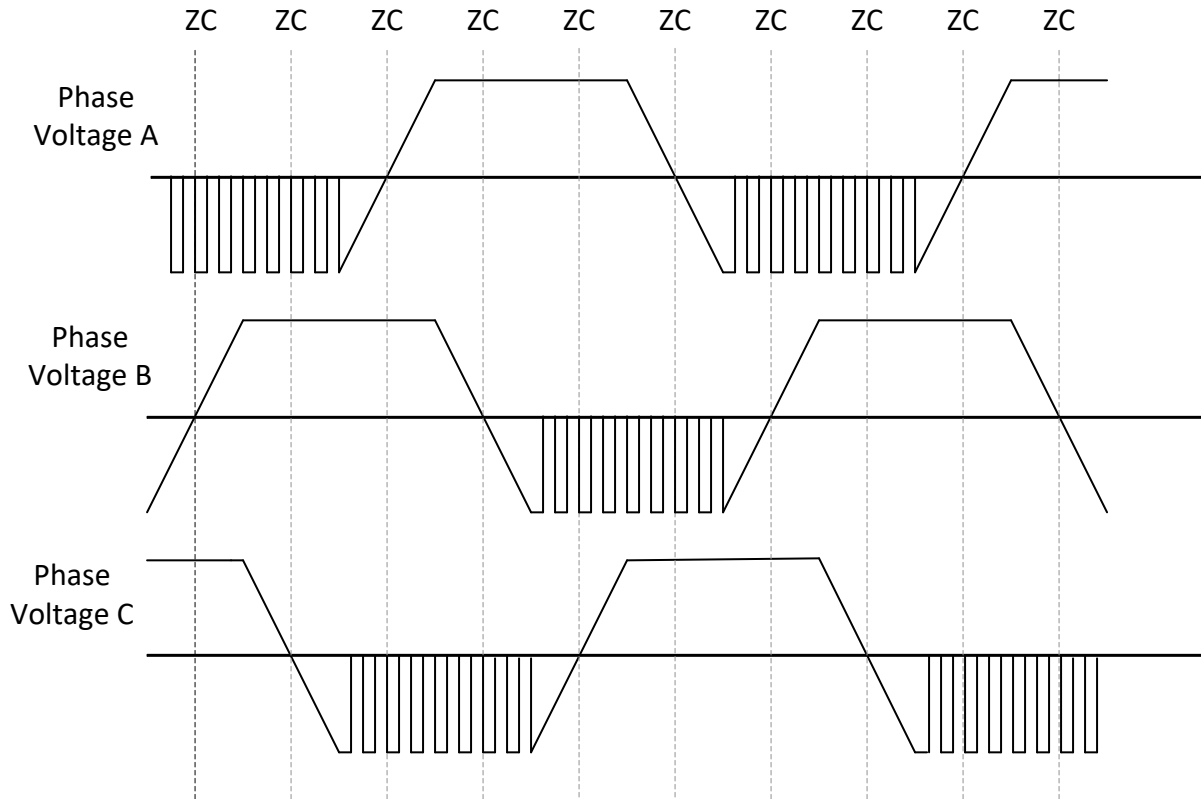 ZC ZC ZC ZC ZC ZC ZC ZC ZC ZC
Phase
Voltage A
Phase
Voltage B
Phase
Voltage C